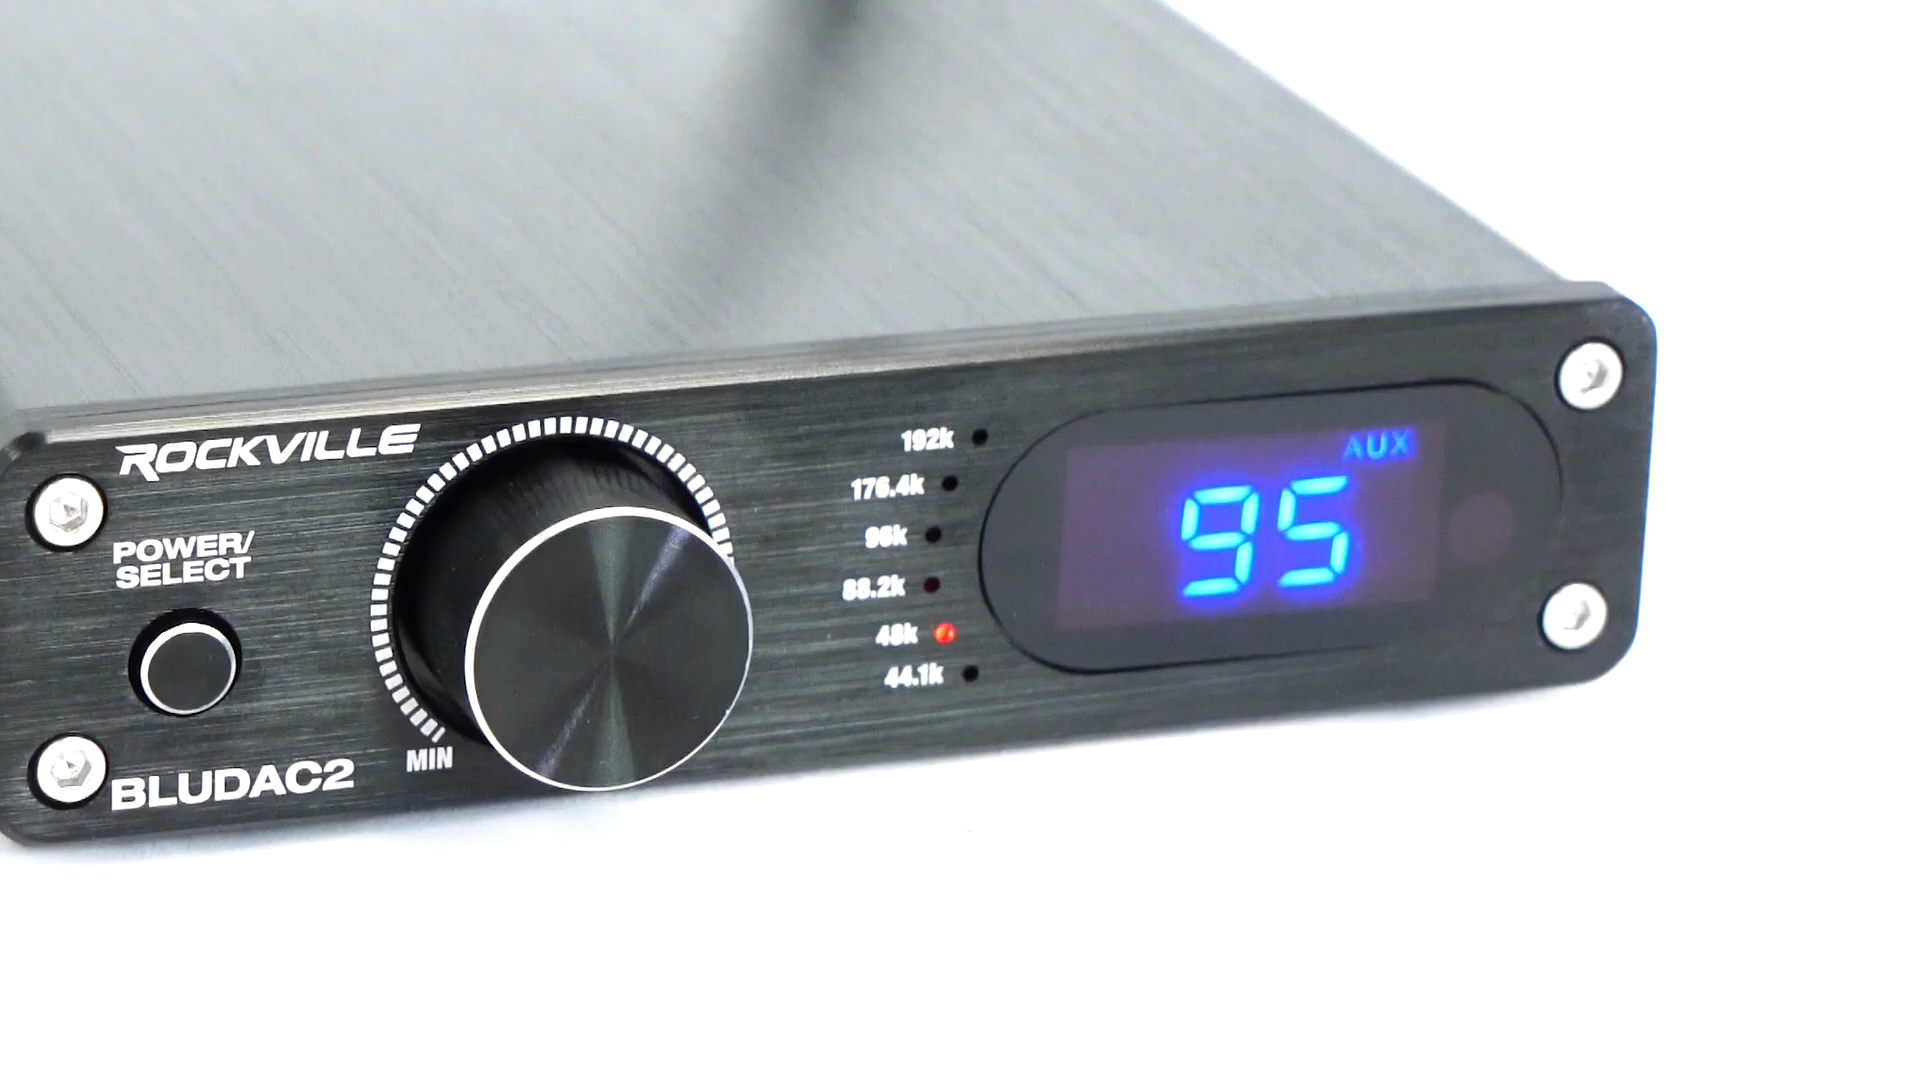 ROCKVILLE
POWER/
SELECT
BLUDAC2
MIN
192k
176.4k
96k
88.2k
48k
44.1k
AUX
95